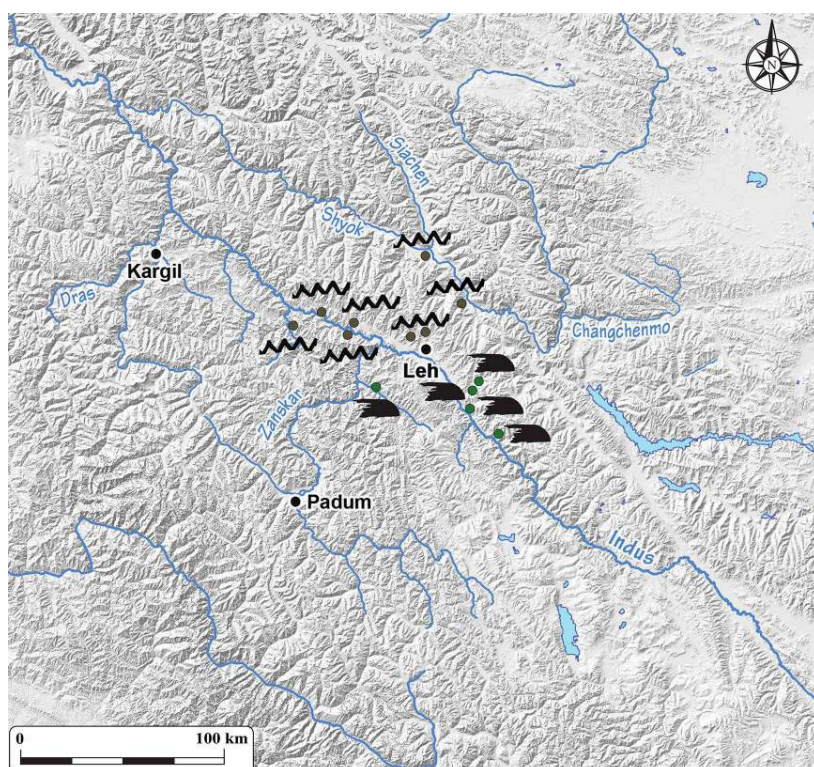 N
Siachen
Shyok
Kargil
Dras
Changchenmo
Leh
Zanskar
Padum
Indus
0 100 km